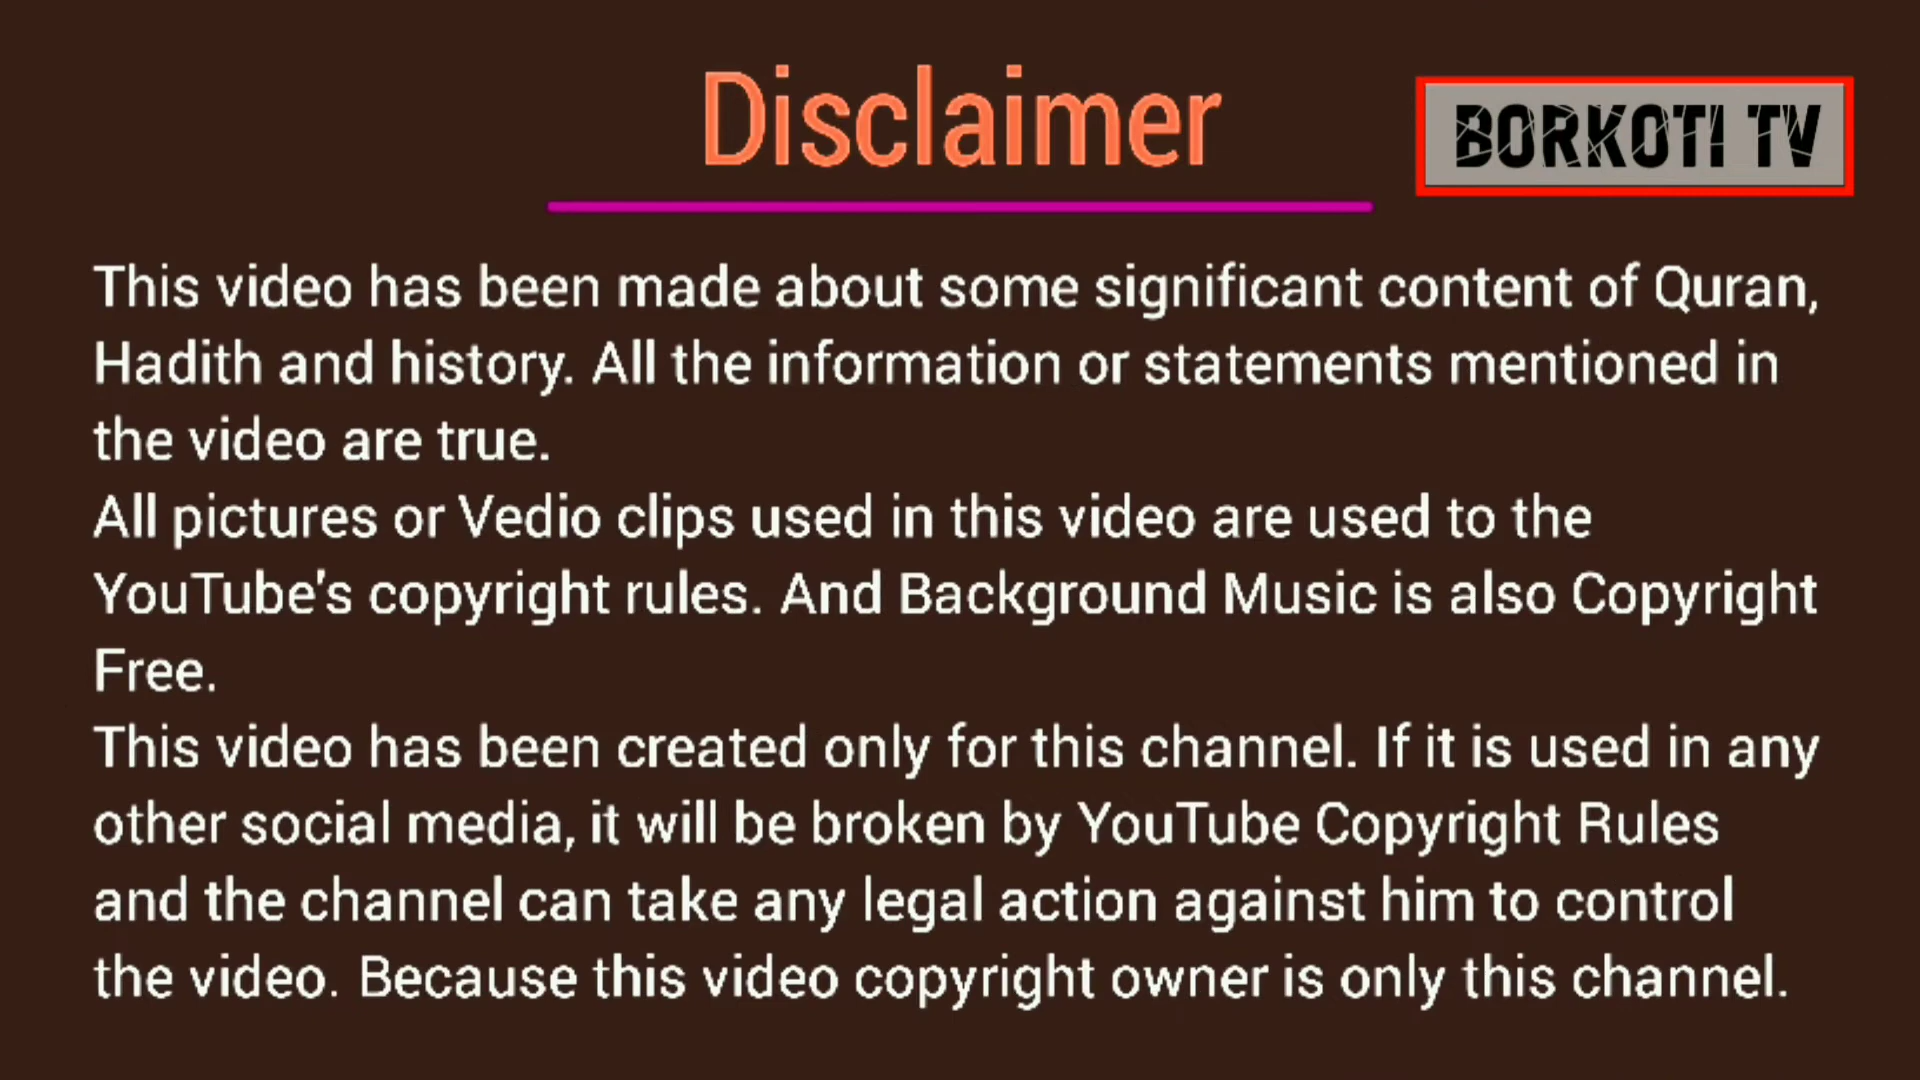 Disclaimer
BORKOTI TV
This video has been made about some significant content of Quran,
Hadith and history. All the information or statements mentioned in
the video are true.
All pictures or Vedio clips used in this video are used to the
YouTube's copyright rules. And Background Music is also Copyright
Free.
This video has been created only for this channel. If it is used in any
other social media, it will be broken by YouTube Copyright Rules
and the channel can take any legal action against him to control
the video. Because this video copyright owner is only this channel.